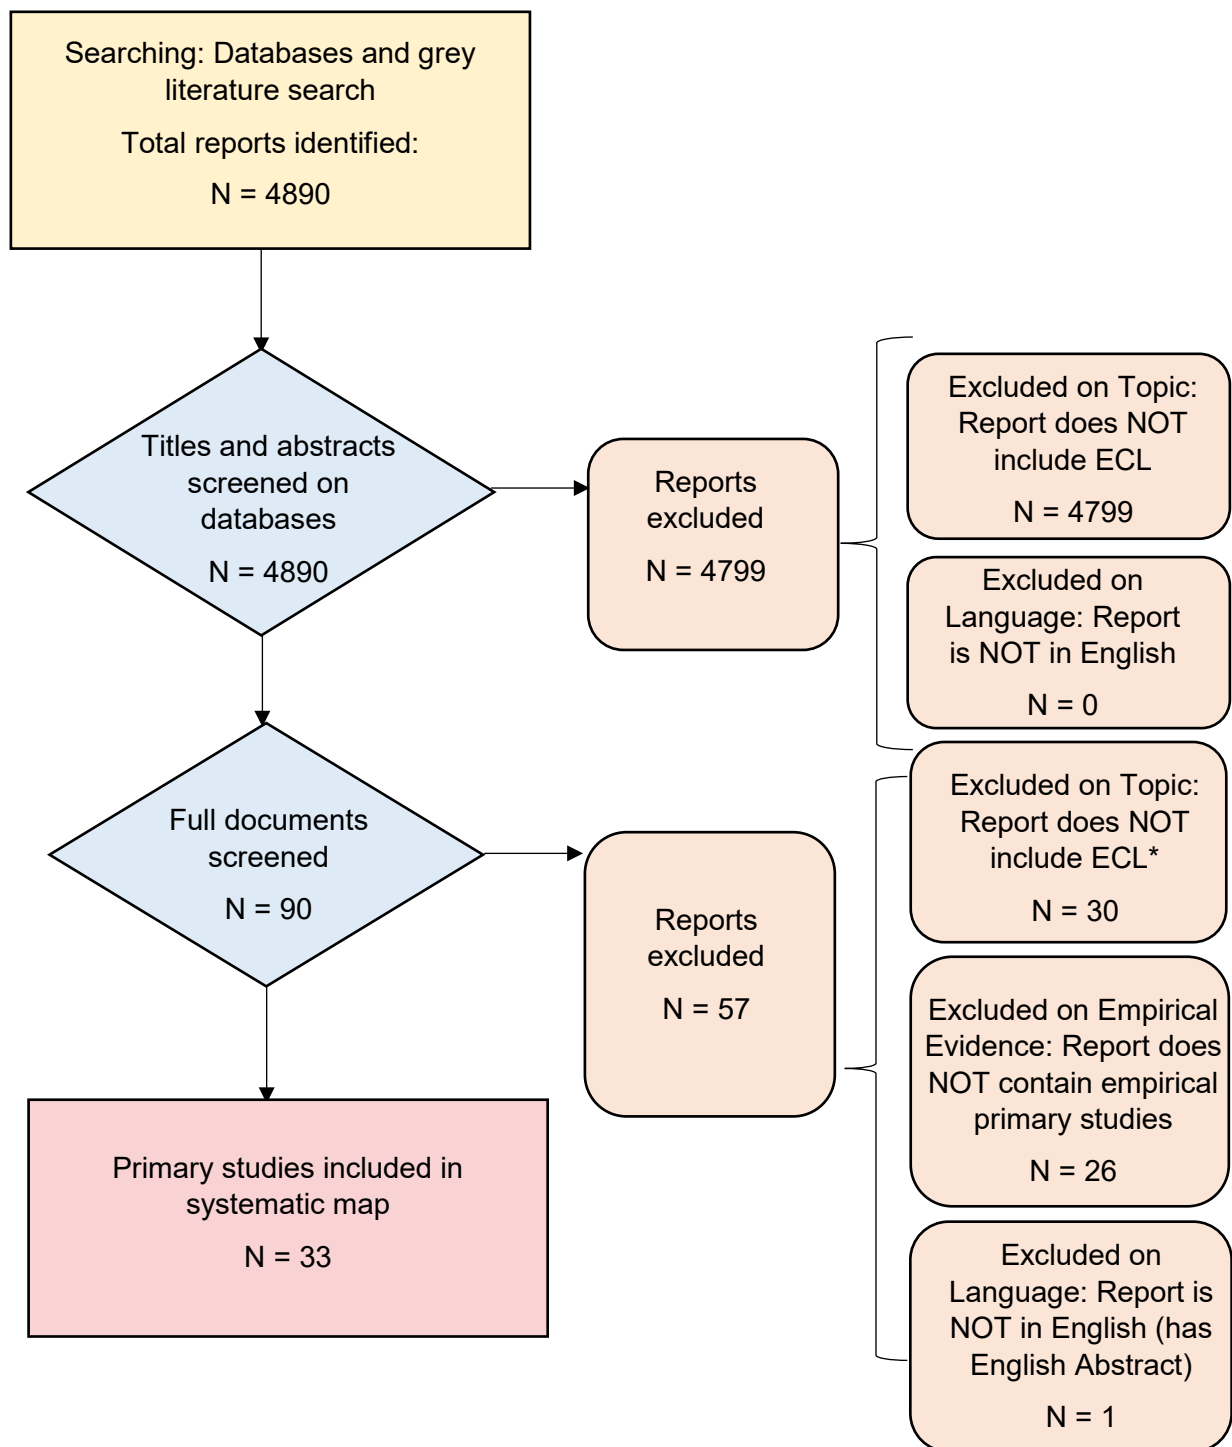 Searching: Databases and grey
literature search
Total reports identified:
N = 4890
Titles and abstracts
screened on
databases
N = 4890
Reports
excluded
N = 4799
Excluded on Topic:
Report does NOT
include ECL
N = 4799
Excluded on
Language: Report
is NOT in English
N = 0
Full documents
screened
N = 90
Reports
excluded
N = 57
Excluded on Topic:
Report does NOT
include ECL*
N = 30
Excluded on Empirical
Evidence: Report does
NOT contain empirical
primary studies
N = 26
Excluded on
Language: Report is
NOT in English (has
English Abstract)
N = 1
Primary studies included in
systematic map
N = 33